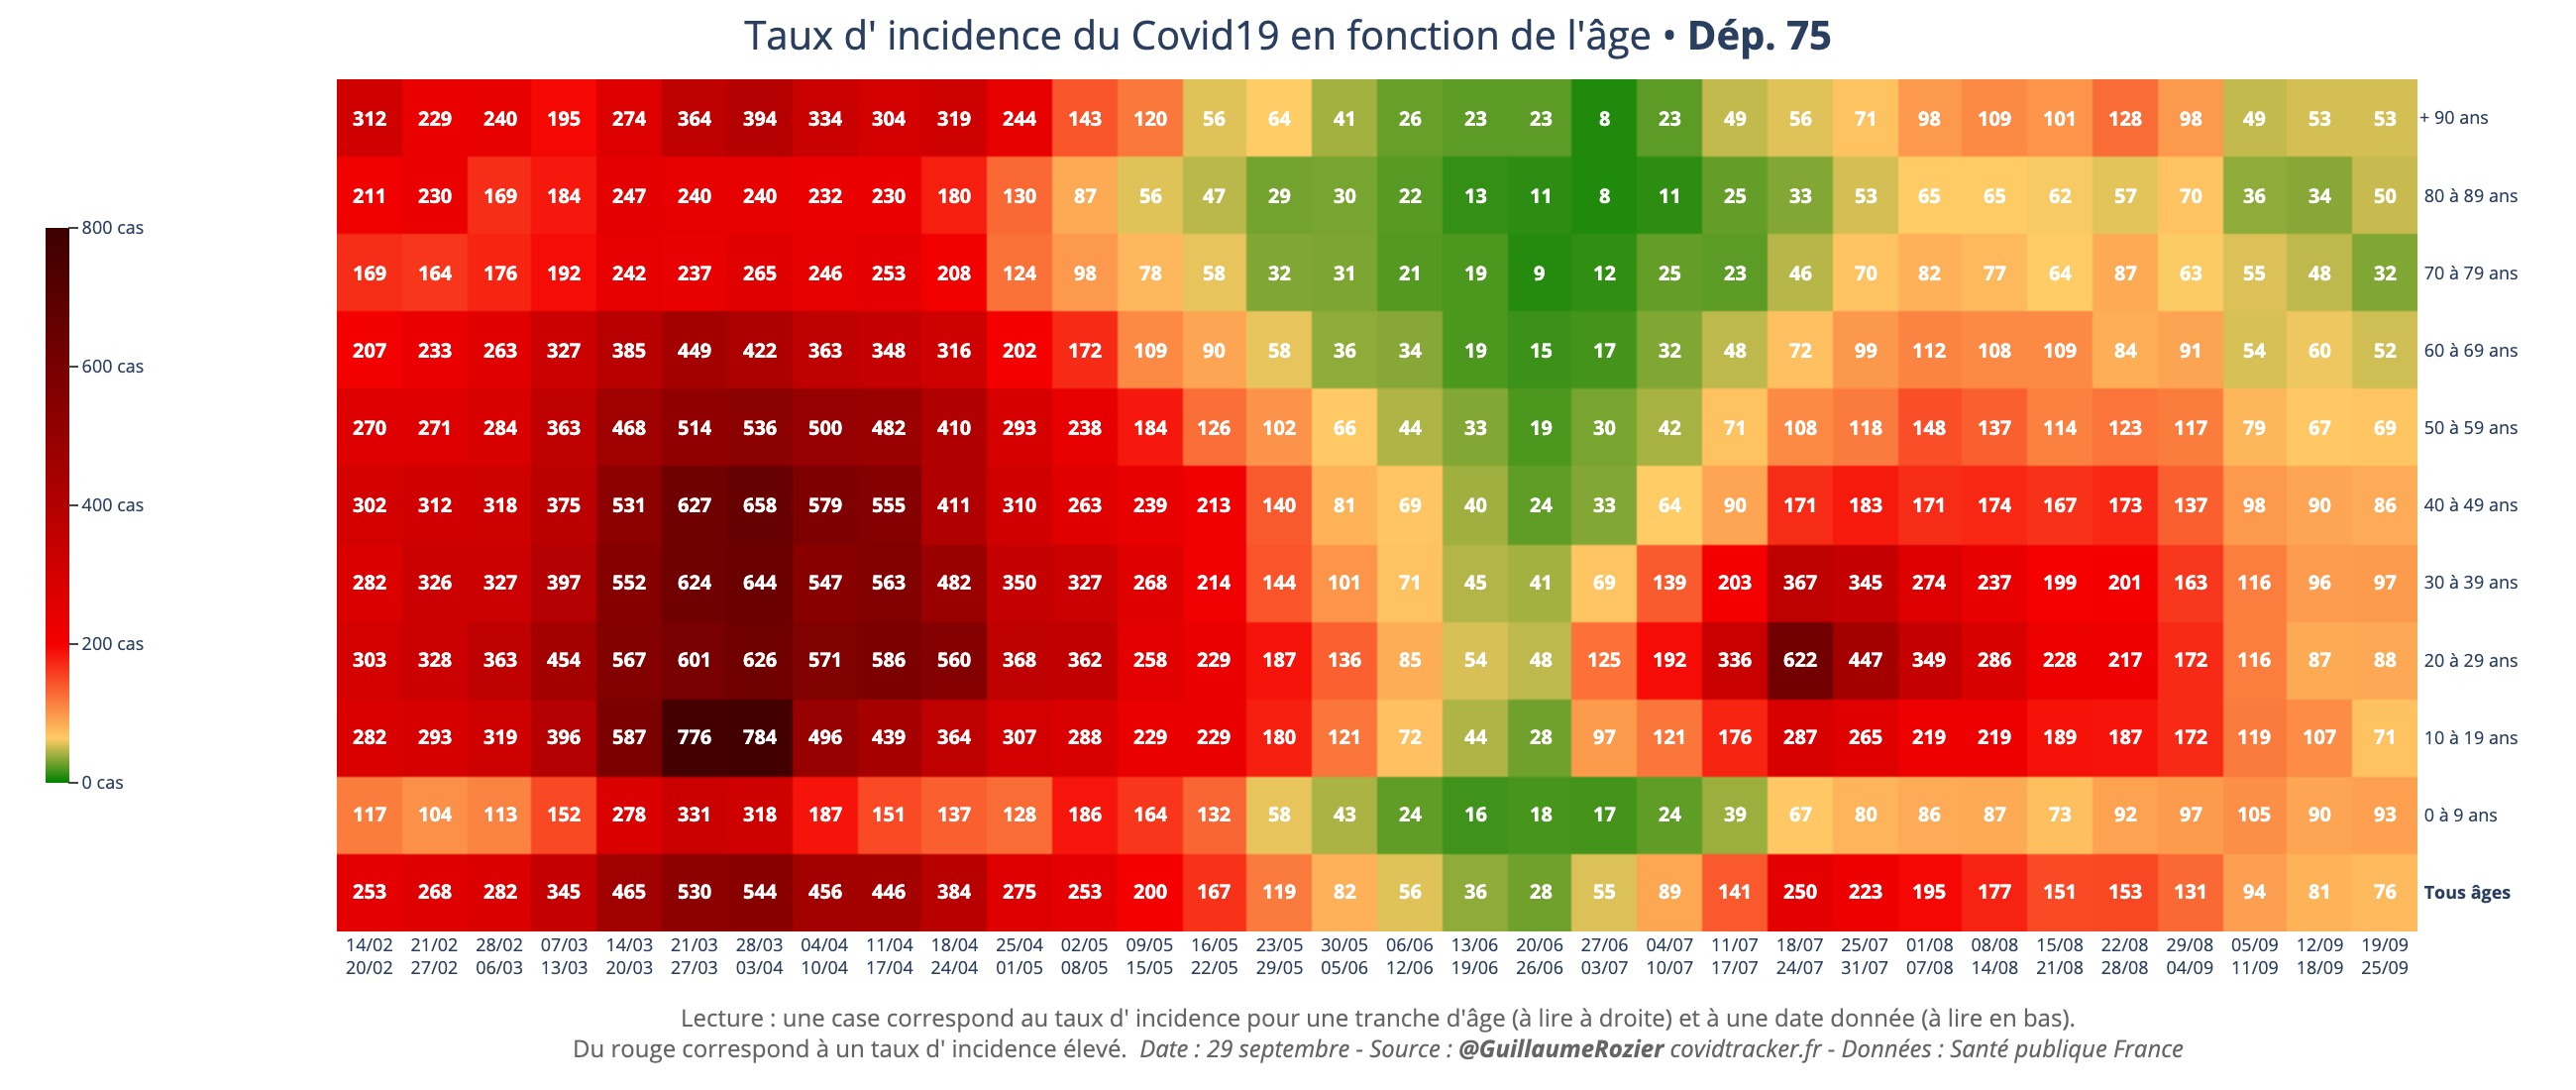 Taux d' incidence du Covid19 en fonction de l'âge • Dép. 75
800 cas
600 cas
400 cas
200 cas
0 cas
312 229 240 195 274 364 394 334 304 319 244 143 120 56 64 41 26 23 23 8 23 49 56 71 98 109 101 128 98 49 53 53 + 90 ans
211 230 169 184 247 240 240 232 230 180 130 87 56 47 29 30 22 13 11 8 11 25 33 53 65 65 62 57 70 36 34 50 80 à 89 ans
169 164 176 192 242 237 265 246 253 208 124 98 78 58 32 31 21 19 9 12 25 23 46 70 82 77 64 87 63 55 48 32 70 à 79 ans
207 233 263 327 385 449 422 363 348 316 202 172 109 90 58 36 34 19 15 17 32 48 72 99 112 108 109 84 91 54 60 52 60 à 69 ans
270 271 284 363 468 514 536 500 482 410 293 238 184 126 102 66 44 33 19 30 42 71 108 118 148 137 114 123 117 79 67 69 50 à 59 ans
302 312 318 375 531 627 658 579 555 411 310 263 239 213 140 81 69 40 24 33 64 90 171 183 171 174 167 173 137 98 90 86 40 à 49 ans
282 326 327 397 552 624 644 547 563 482 350 327 268 214 144 101 71 45 41 69 139 203 367 345 274 237 199 201 163 116 96 97 30 à 39 ans
303 328 363 454 567 601 626 571 586 560 368 362 258 229 187 136 85 54 48 125 192 336 622 447 349 286 228 217 172 116 87 88 20 à 29 ans
282 293 319 396 587 776 784 496 439 364 307 288 229 229 180 121 72 44 28 97 121 176 287 265 219 219 189 187 172 119 107 71 10 à 19 ans
117 104 113 152 278 331 318 187 151 137 128 186 164 132 58 43 24 16 18 17 24 39 67 80 86 87 73 92 97 105 90 93 0 à 9 ans
253 268 282 345 465 530 544 456 446 384 275 253 200 167 119 82 56 36 28 55 89 141 250 223 195 177 151 153 131 94 81 76 Tous âges
14/02 21/02 28/02 07/03 14/03 21/03 28/03 04/04 11/04 18/04 25/04 02/05 09/05 16/05 23/05 30/05 06/06 13/06 20/06 27/06 04/07 11/07 18/07 25/07 01/08 08/08 15/08 22/08 29/08 05/09 12/09 19/09
20/02 27/02 06/03 13/03 20/03 27/03 03/04 10/04 17/04 24/04 01/05 08/05 15/05 22/05 29/05 05/06 12/06 19/06 26/06 03/07 10/07 17/07 24/07 31/07 07/08 14/08 21/08 28/08 04/09 11/09 18/09 25/09
Lecture : une case correspond au taux d' incidence pour une tranche d'âge (à lire à droite) et à une date donnée (à lire en bas).
Du rouge correspond à un taux d' incidence élevé. Date : 29 septembre - Source : @GuillaumeRozier covidtracker.fr - Données : Santé publique France